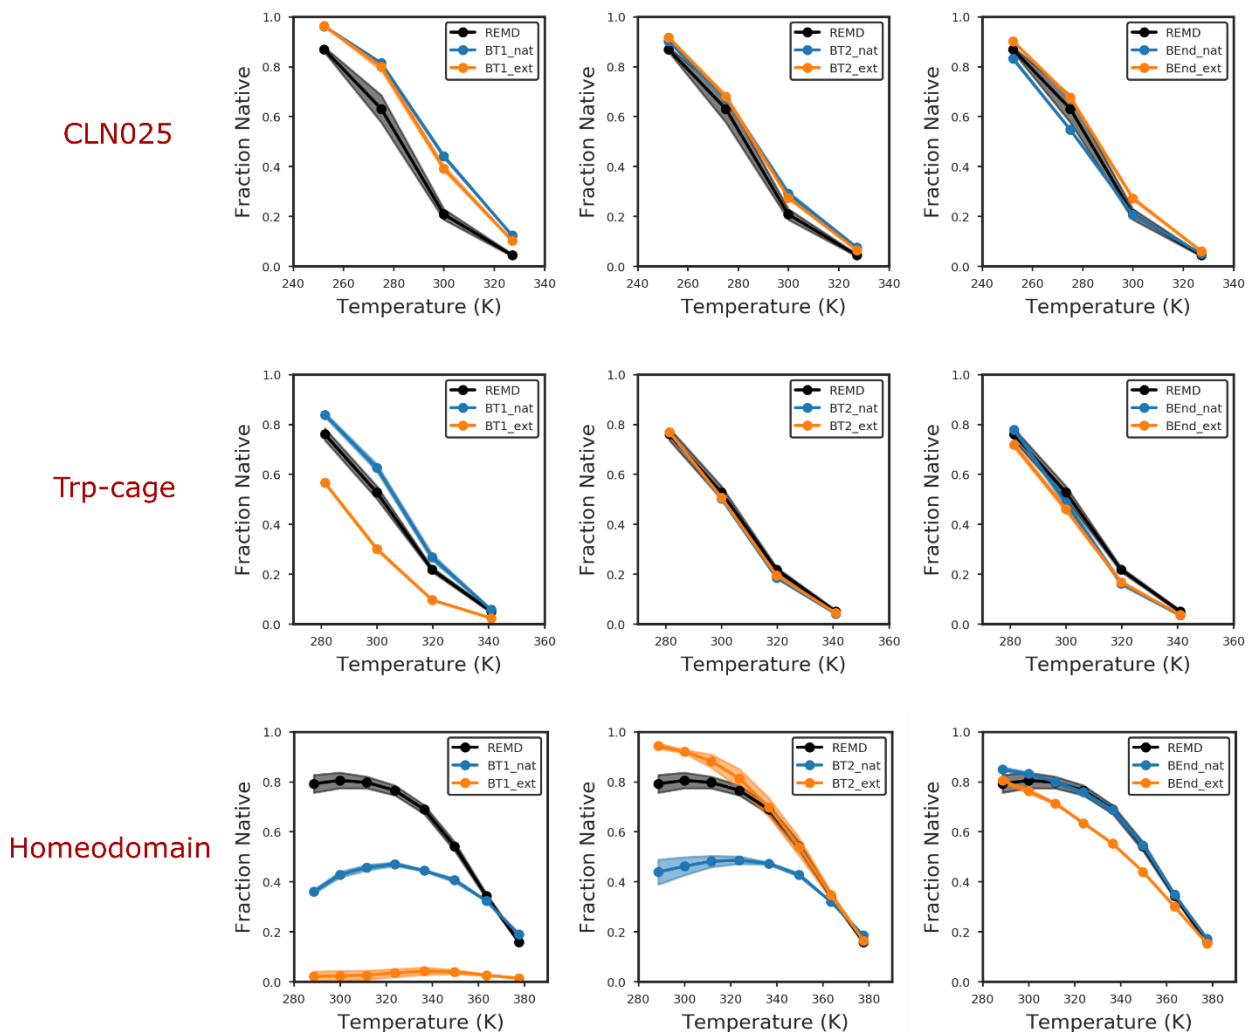 CLN025
Fraction Native
1.0
0.8
0.6
0.4
0.2
0.0
REMD
BT1_nat
BT1_ext
240 260 280 300 320 340
Temperature (K)
Fraction Native
1.0
0.8
0.6
0.4
0.2
0.0
REMD
BT2_nat
BT2_ext
240 260 280 300 320 340
Temperature (K)
Fraction Native
1.0
0.8
0.6
0.4
0.2
0.0
REMD
BEnd_nat
BEnd_ext
240 260 280 300 320 340
Temperature (K)
Trp-cage
Fraction Native
1.0
0.8
0.6
0.4
0.2
0.0
REMD
BT1_nat
BT1_ext
280 300 320 340 360
Temperature (K)
Fraction Native
1.0
0.8
0.6
0.4
0.2
0.0
REMD
BT2_nat
BT2_ext
280 300 320 340 360
Temperature (K)
Fraction Native
1.0
0.8
0.6
0.4
0.2
0.0
REMD
BEnd_nat
BEnd_ext
280 300 320 340 360
Temperature (K)
Homeodomain
Fraction Native
1.0
0.8
0.6
0.4
0.2
0.0
REMD
BT1_nat
BT1_ext
280 300 320 340 360 380
Temperature (K)
Fraction Native
1.0
0.8
0.6
0.4
0.2
0.0
REMD
BT2_nat
BT2_ext
280 300 320 340 360 380
Temperature (K)
Fraction Native
1.0
0.8
0.6
0.4
0.2
0.0
REMD
BEnd_nat
BEnd_ext
280 300 320 340 360 380
Temperature (K)